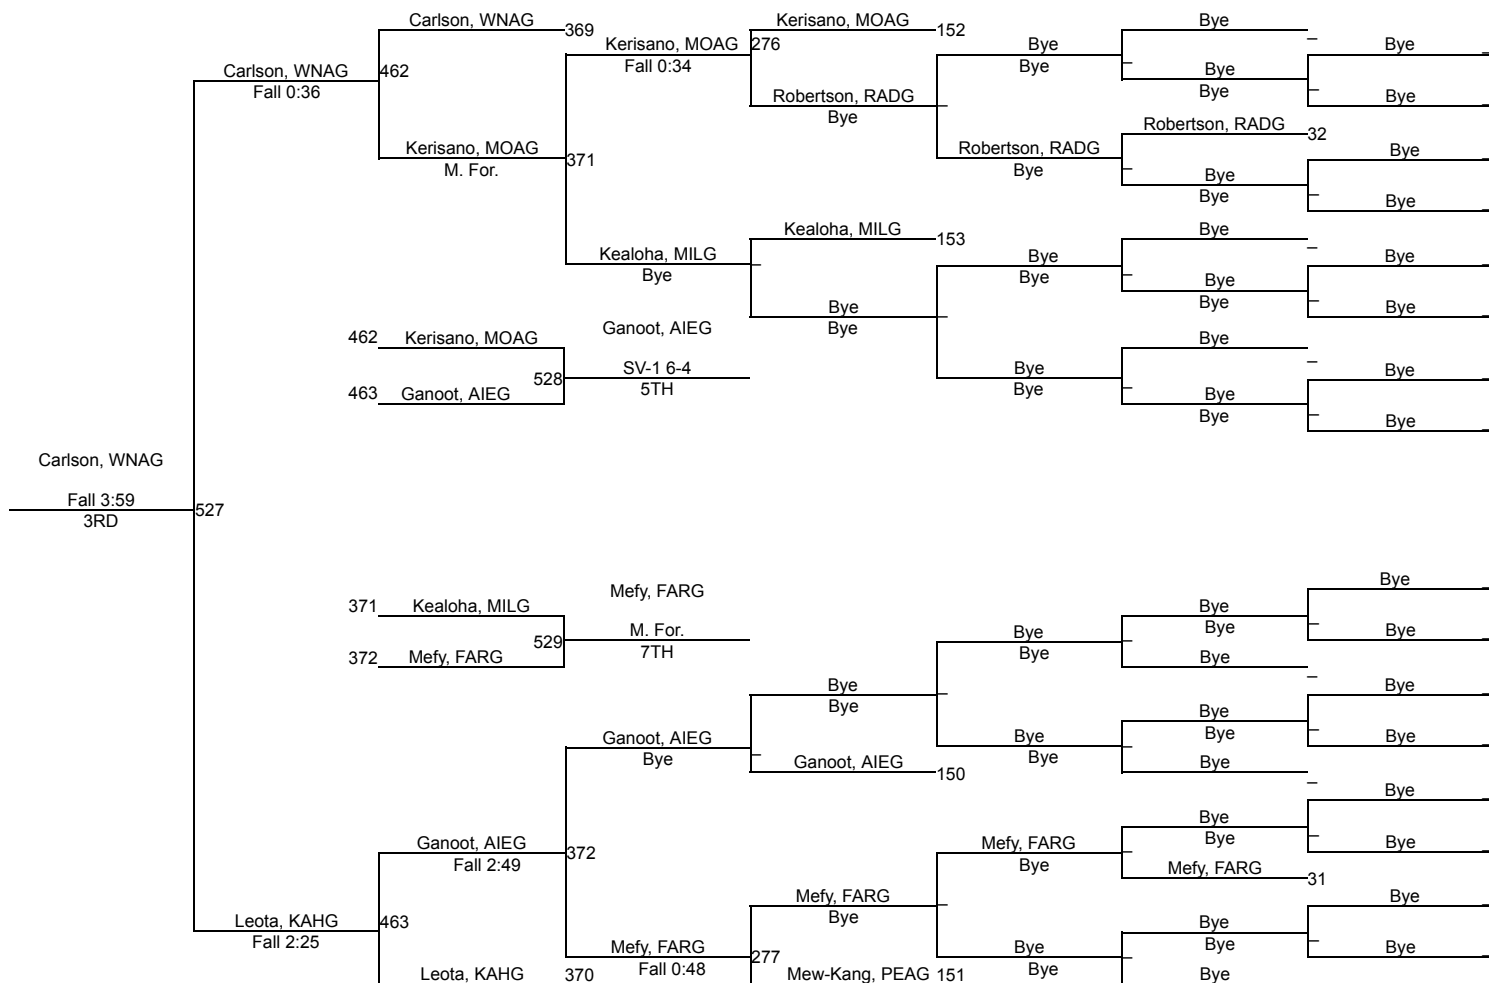 Carlson, WNAG
369
Kerisano, MOAG
152
Bye
Kerisano, MOAG
276
Fall 0:34
Bye
Bye
Bye
Carlson, WNAG
462
Fall 0:36
Bye
Bye
Robertson, RADG
Bye
Bye
Kerisano, MOAG
371
M. For.
Robertson, RADG
32
Robertson, RADG
Bye
Bye
Bye
Bye
Bye
Kealoha, MILG
153
Bye
Kealoha, MILG
Bye
Bye
Bye
Bye
Bye
Bye
Bye
Bye
Bye
Bye
462
Kerisano, MOAG
Ganoot, AIEG
528
SV-1 6-4
5TH
463
Ganoot, AIEG
Bye
Bye
Bye
Bye
Bye
Bye
Bye
Carlson, WNAG
Fall 3:59
527
3RD
371
Kealoha, MILG
Mefy, FARG
529
M. For.
7TH
372
Mefy, FARG
Bye
Bye
Bye
Bye
Bye
Bye
Bye
Bye
Bye
Ganoot, AIEG
Bye
Ganoot, AIEG
150
Bye
Bye
Bye
Bye
Bye
Bye
Bye
Ganoot, AIEG
372
Fall 2:49
Mefy, FARG
Bye
Bye
Bye
Bye
Bye
Mefy, FARG
31
Leota, KAHG
463
Fall 2:25
Mefy, FARG
Bye
Bye
Bye
Bye
Bye
Mefy, FARG
277
Fall 0:48
Bye
Bye
Leota, KAHG
370
Mew-Kang, PEAG
151
Bye